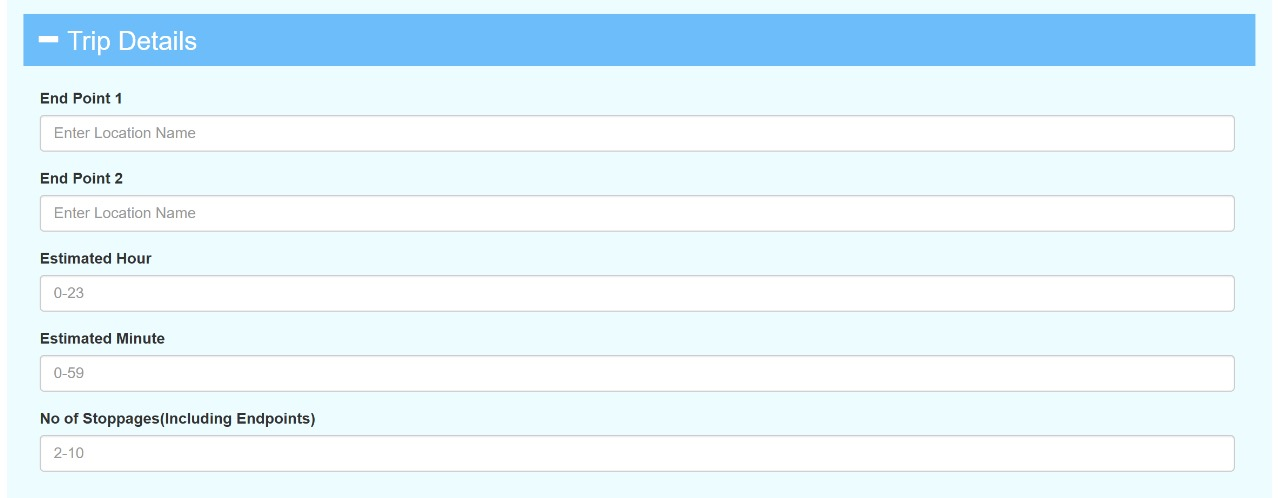 Trip Details
End Point 1
Enter Location Name
End Point 2
Enter Location Name
Estimated Hour
0-23
Estimated Minute
0-59
No of Stoppages(Including Endpoints)
2-10